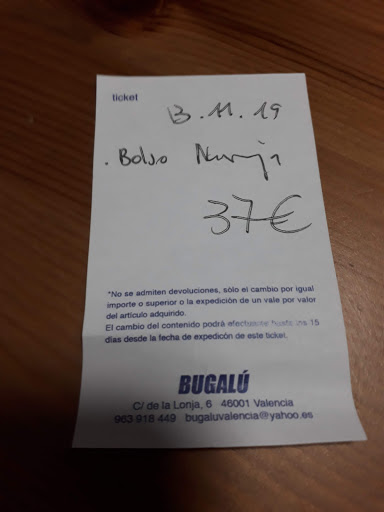 ticket
13.11.19
. Bolso Naranja
37€
*No se admiten devoluciones, sólo el cambio por igual
importe o superior o la expedición de un vale por valor
del artículo adquirido.
El cambio del contenido podrá efectuarse hasta los 15
días desde la fecha de expedicón de este ticket.
BUGALÚ
C/ de la Lonja, 6 46001 Valencia
963 918 449 bugaluvalencia@yahoo.es